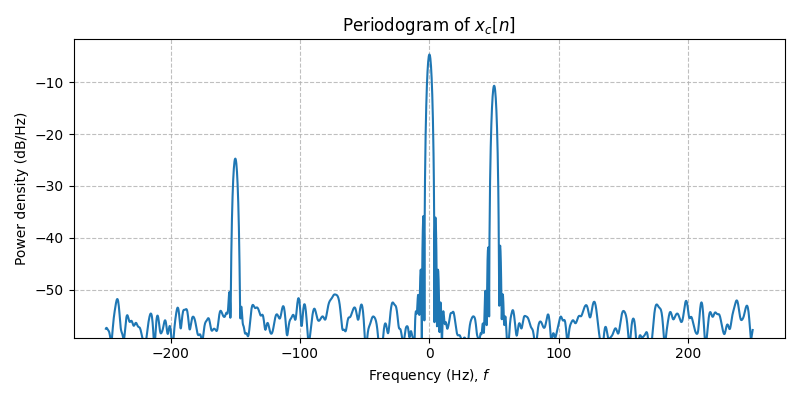 Periodogram of x_c[n]
Power density (dB/Hz)
−10
−20
−30
−40
−50
−200 −100 0 100 200
Frequency (Hz), f